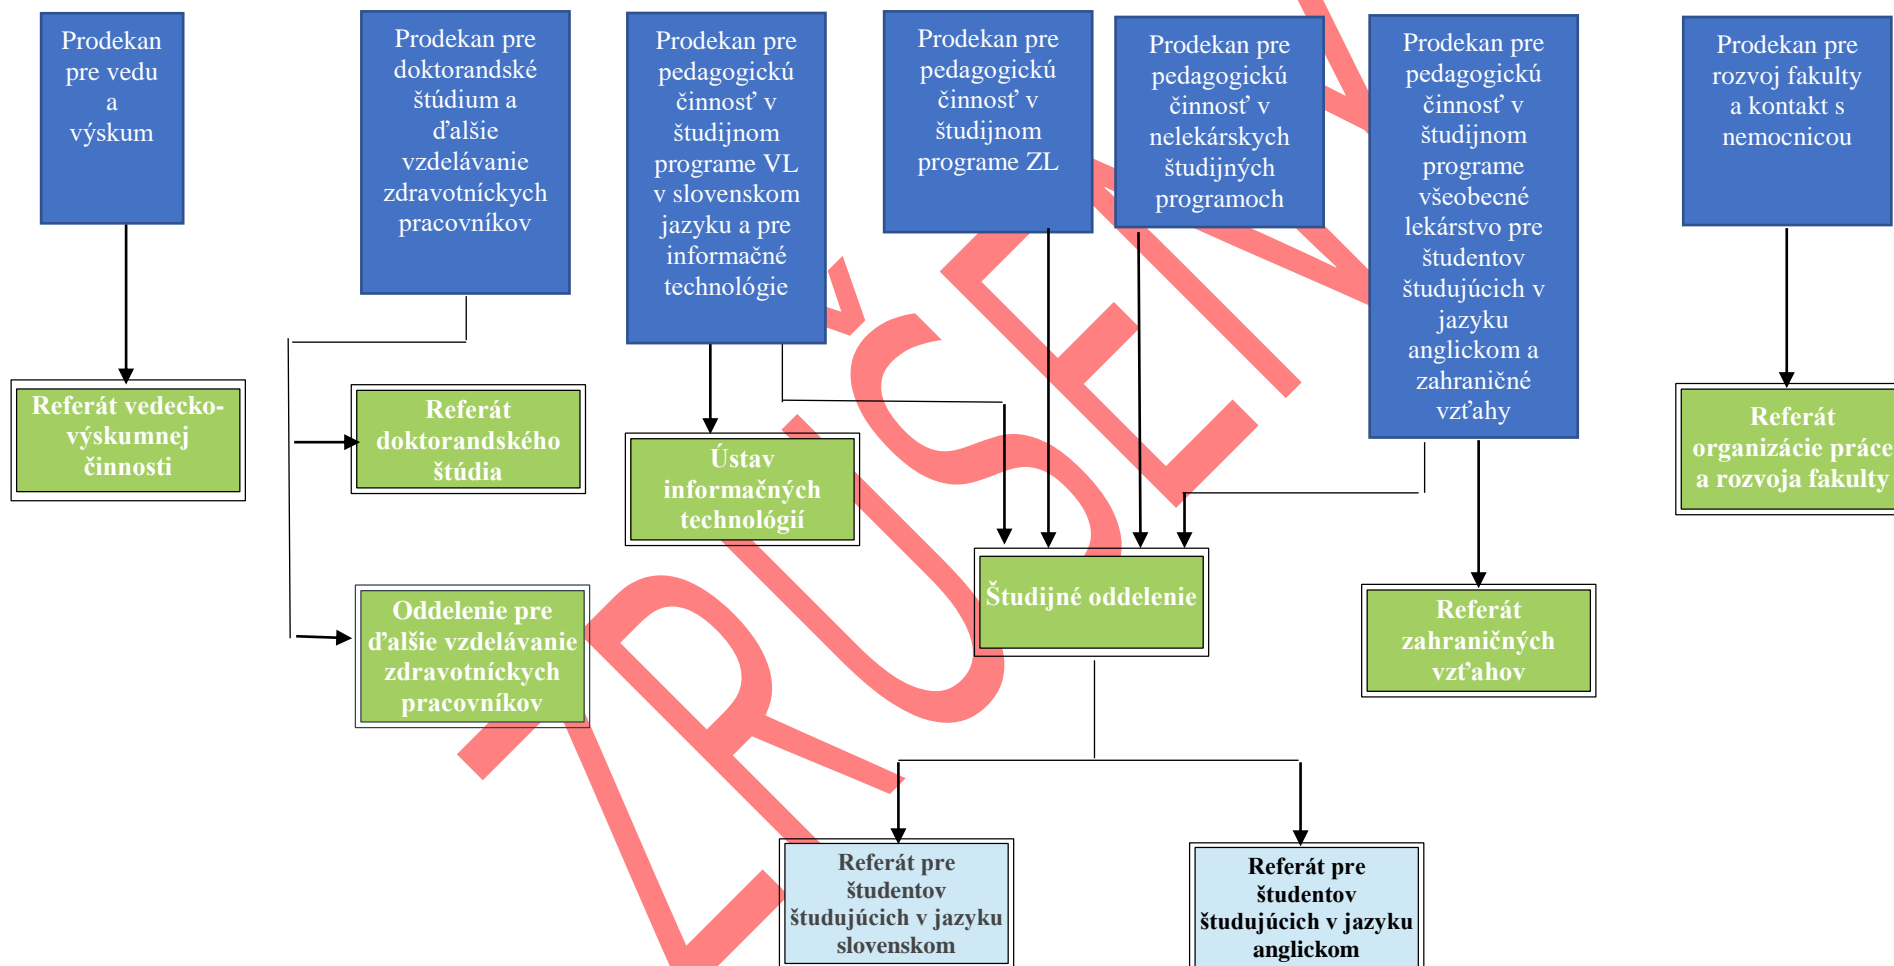 Prodekan
pre vedu
a
výskum
Prodekan pre
doktorandské
štúdium a
ďalšie
vzdelávanie
zdravotníckych
pracovníkov
Prodekan pre
pedagogickú
činnosť v
študijnom
programe VL
v slovenskom
jazyku a pre
informačné
technológie
Prodekan pre
pedagogickú
činnosť v
študijnom
programe ZL
Prodekan pre
pedagogickú
činnosť v
nelekárskych
študijných
programoch
Prodekan pre
pedagogickú
činnosť v
študijnom
programe
všeobecné
lekárstvo pre
študentov
študujúcich v
jazyku
anglickom a
zahraničné
vzťahy
Prodekan pre
rozvoj fakulty
a kontakt s
nemocnicou
Referát vedecko-
výskumnej
činnosti
Referát
doktorandského
štúdia
Ústav
informačných
technológií
Referát
organizácie práce
a rozvoja fakulty
Študijné oddelenie
Oddelenie pre
ďalšie vzdelávanie
zdravotníckych
pracovníkov
Referát
zahraničných
vzťahov
Referát pre
študentov
študujúcich v jazyku
slovenskom
Referát pre
študentov
študujúcich v jazyku
anglickom